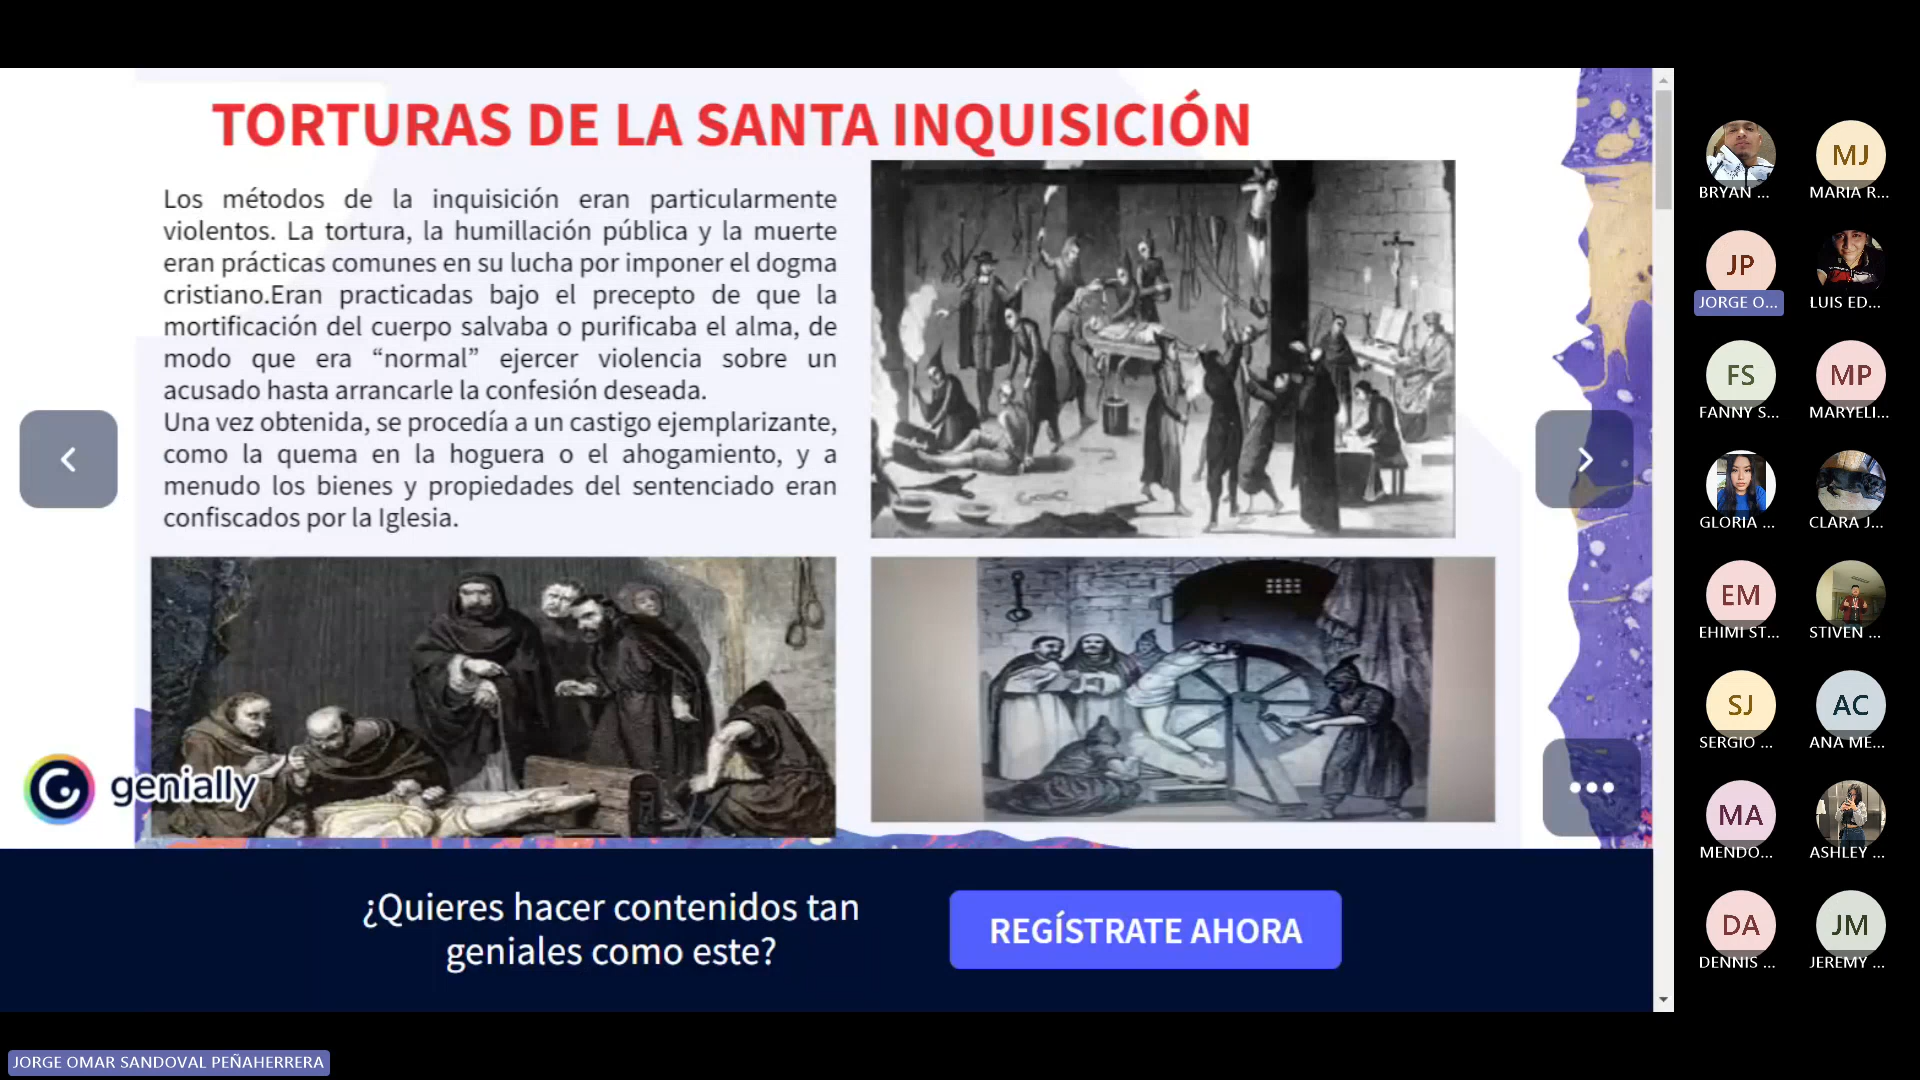 TORTURAS DE LA SANTA INQUISICIÓN
Los métodos de la inquisición eran particularmente
violentos. La tortura, la humillación pública y la muerte
eran prácticas comunes en su lucha por imponer el dogma
cristiano.Eran practicadas bajo el precepto de que la
mortificación del cuerpo salvaba o purificaba el alma, de
modo que era “normal” ejercer violencia sobre un
acusado hasta arrancarle la confesión deseada.
Una vez obtenida, se procedía a un castigo ejemplarizante,
como la quema en la hoguera o el ahogamiento, y a
menudo los bienes y propiedades del sentenciado eran
confiscados por la Iglesia.
genially
¿Quieres hacer contenidos tan
geniales como este?
REGÍSTRATE AHORA
JORGE OMAR SANDOVAL PEÑAHERRERA
BRYAN ...
MJ
MARIA R...
JP
JORGE O...
LUIS ED...
FS
FANNY S...
MP
MARYELI...
GLORIA ...
CLARA J...
EM
EHIMI ST...
STIVEN ...
SJ
SERGIO ...
AC
ANA ME...
MA
MENDO...
ASHLEY ...
DA
DENNIS ...
JM
JEREMY ...